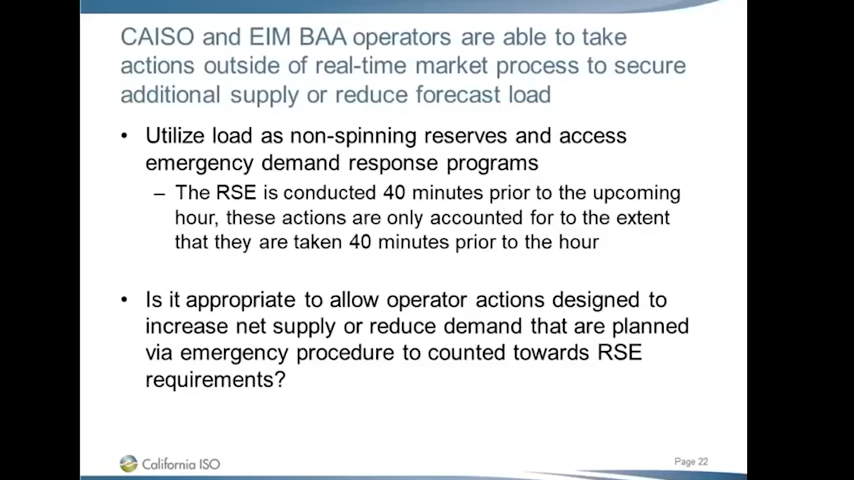 CAISO and EIM BAA operators are able to take
actions outside of real-time market process to secure
additional supply or reduce forecast load
• Utilize load as non-spinning reserves and access
emergency demand response programs
– The RSE is conducted 40 minutes prior to the upcoming
hour, these actions are only accounted for to the extent
that they are taken 40 minutes prior to the hour
• Is it appropriate to allow operator actions designed to
increase net supply or reduce demand that are planned
via emergency procedure to counted towards RSE
requirements?
California ISO
Page 22